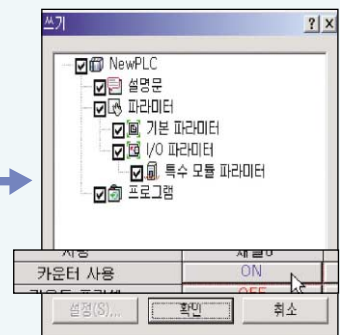 쓰기
NewPLC
설명문
파라미터
기본 파라미터
I/O 파라미터
특수 모듈 파라미터
프로그램
카운터 사용 ON
OFF
설정(S)... 확인 취소